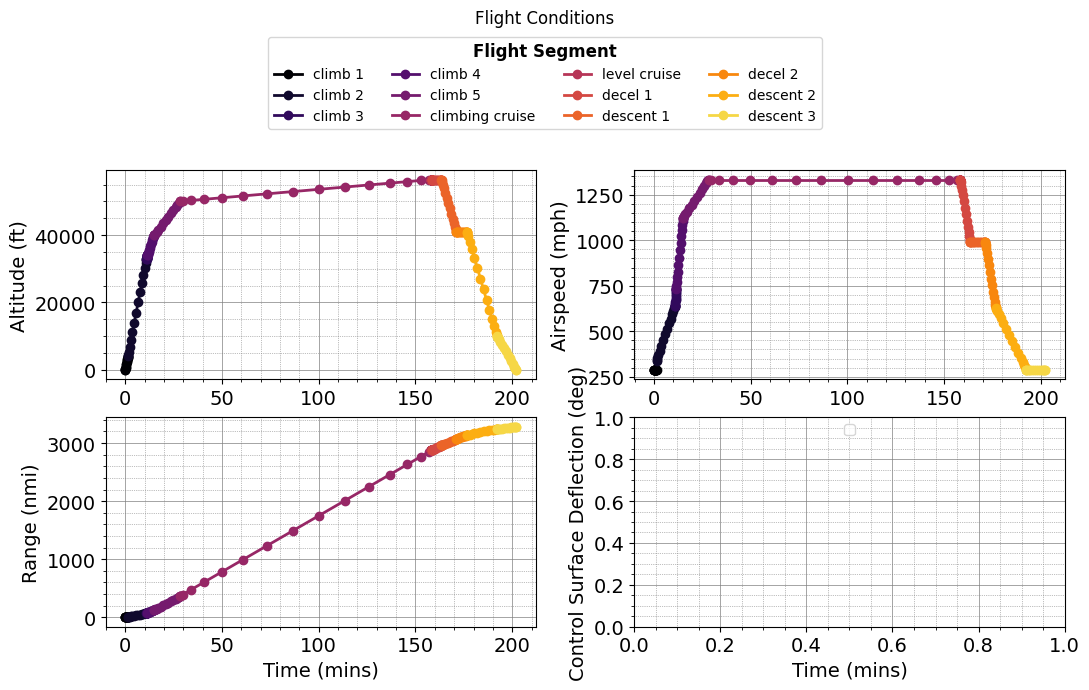 Flight Conditions
Flight Segment
climb 1
climb 2
climb 3
climb 4
climb 5
climbing cruise
level cruise
decel 1
descent 1
decel 2
descent 2
descent 3
Altitude (ft)
40000
20000
0
0
50
100
150
200
Airspeed (mph)
1250
1000
750
500
250
0
50
100
150
200
Range (nmi)
3000
2000
1000
0
0
50
100
150
200
Time (mins)
Control Surface Deflection (deg)
1.0
0.8
0.6
0.4
0.2
0.0
0.0
0.2
0.4
0.6
0.8
1.0
Time (mins)